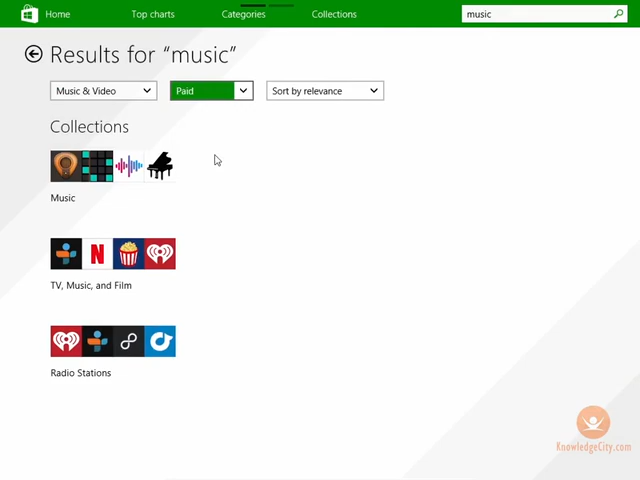 Home Top charts Categories Collections music
Results for “music”
Music & Video Paid Sort by relevance
Collections
Music
N
TV, Music, and Film
Radio Stations
KnowledgeCity.com